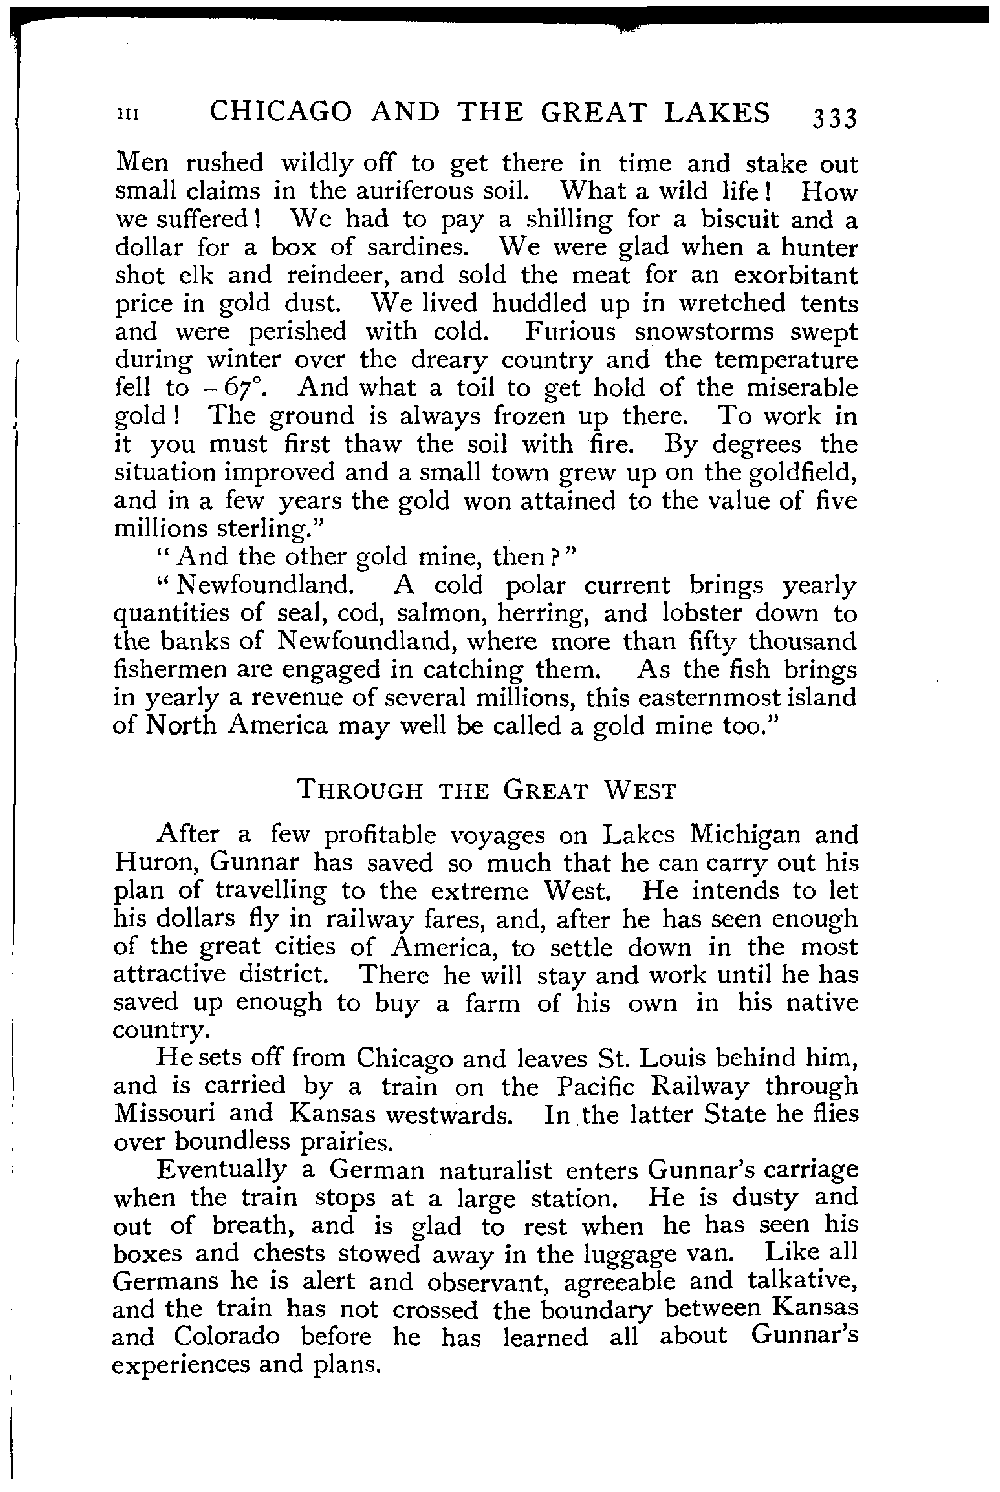 III CHICAGO AND THE GREAT LAKES 333
Men rushed wildly off to get there in time and stake out
small claims in the auriferous soil. What a wild life! How
we suffered! We had to pay a shilling for a biscuit and a
dollar for a box of sardines. We were glad when a hunter
shot elk and reindeer, and sold the meat for an exorbitant
price in gold dust. We lived huddled up in wretched tents
and were perished with cold. Furious snowstorms swept
during winter over the dreary country and the temperature
fell to –67°. And what a toil to get hold of the miserable
gold! The ground is always frozen up there. To work in
it you must first thaw the soil with fire. By degrees the
situation improved and a small town grew up on the goldfield,
and in a few years the gold won attained to the value of five
millions sterling."
"And the other gold mine, then?"
"Newfoundland. A cold polar current brings yearly
quantities of seal, cod, salmon, herring, and lobster down to
the banks of Newfoundland, where more than fifty thousand
fishermen are engaged in catching them. As the fish brings
in yearly a revenue of several millions, this easternmost island
of North America may well be called a gold mine too."
THROUGH THE GREAT WEST
After a few profitable voyages on Lakes Michigan and
Huron, Gunnar has saved so much that he can carry out his
plan of travelling to the extreme West. He intends to let
his dollars fly in railway fares, and, after he has seen enough
of the great cities of America, to settle down in the most
attractive district. There he will stay and work until he has
saved up enough to buy a farm of his own in his native
country.
He sets off from Chicago and leaves St. Louis behind him,
and is carried by a train on the Pacific Railway through
Missouri and Kansas westwards. In the latter State he flies
over boundless prairies.
Eventually a German naturalist enters Gunnar's carriage
when the train stops at a large station. He is dusty and
out of breath, and is glad to rest when he has seen his
boxes and chests stowed away in the luggage van. Like all
Germans he is alert and observant, agreeable and talkative,
and the train has not crossed the boundary between Kansas
and Colorado before he has learned all about Gunnar's
experiences and plans.